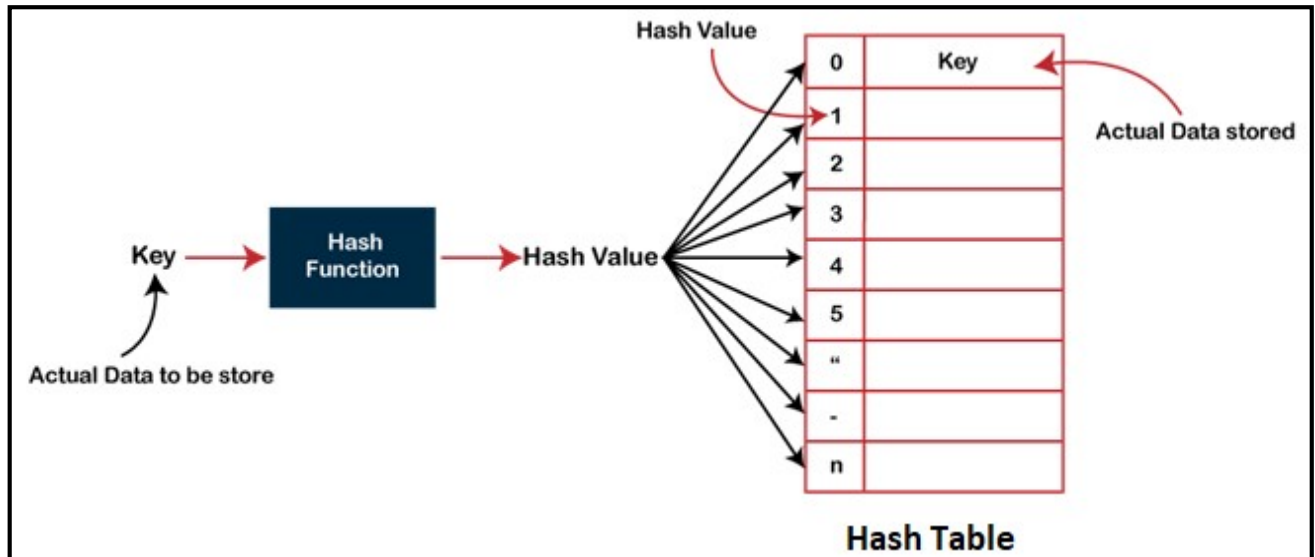 Hash Value
0 Key
1
Actual Data stored
2
3
Key
Hash
Function
Hash Value
4
5
Actual Data to be store
“
-
n
Hash Table